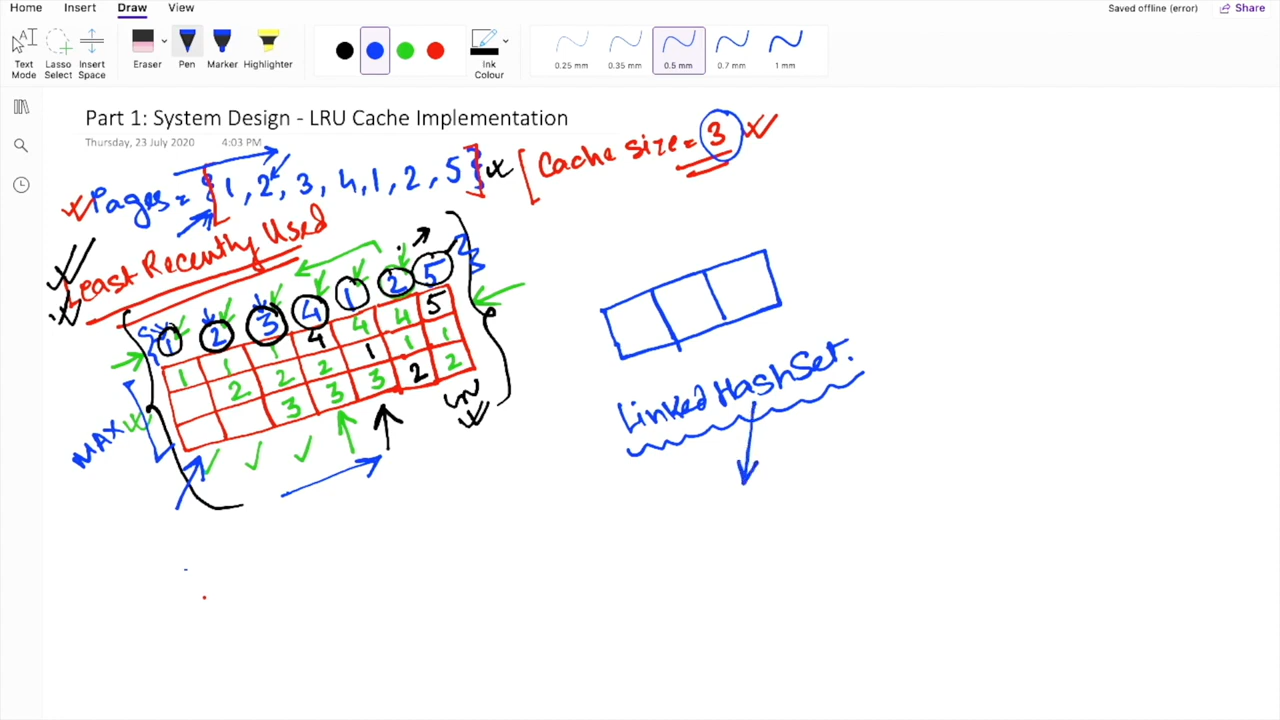 Home Insert Draw View
Saved offline (error) Share
Text Mode Lasso Select Insert Space Eraser Pen Marker Highlighter Ink Colour 0.25 mm 0.35 mm 0.5 mm 0.7 mm 1 mm
Part 1: System Design - LRU Cache Implementation
Thursday, 23 July 2020 4:03 PM
Pages = { 1, 2, 3, 4, 1, 2, 5 }
[ Cache size = 3
Least Recently Used
1 2 3 4 1 2 5
1 1 1 4 4 4 5
2 2 2 1 1 1
3 3 3 2 2
MAX
LinkedHashSet.